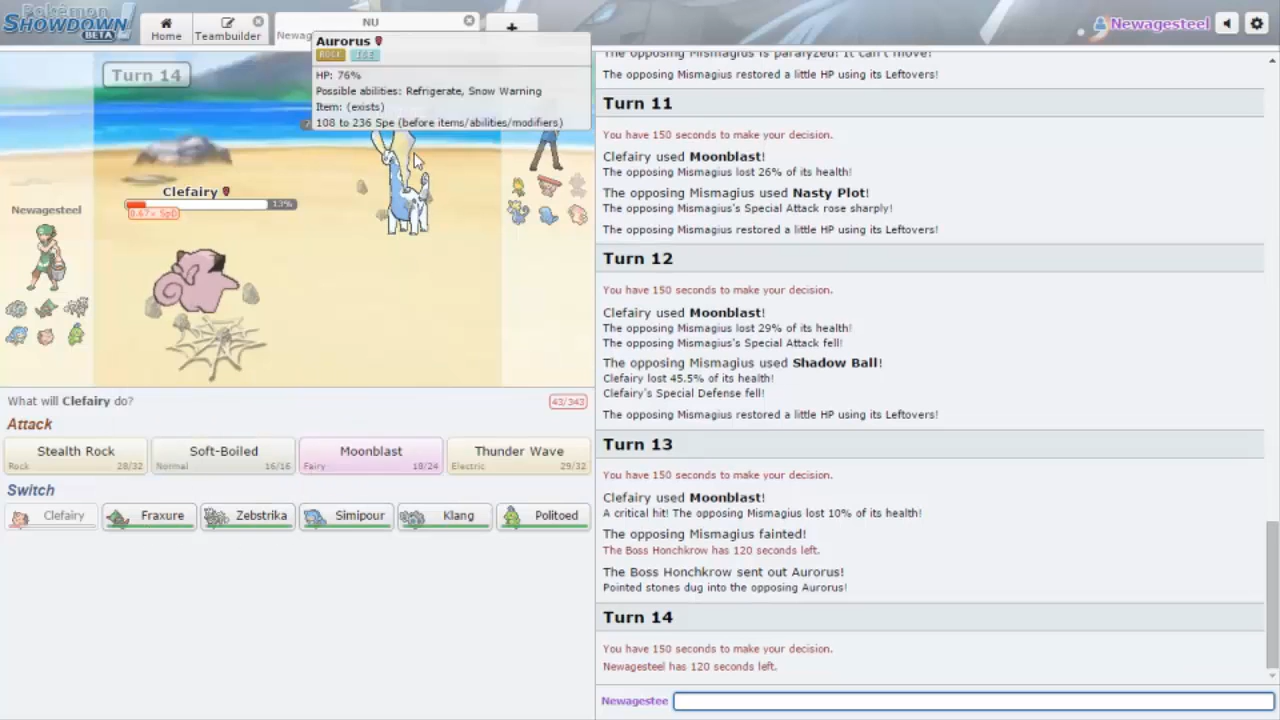 Pokémon
SHOWDOWN
BETA
Home
Teambuilder
NU
Newag
+
Newagesteel
Aurorus
ROCK ICE
HP: 76%
Possible abilities: Refrigerate, Snow Warning
Item: (exists)
108 to 236 Spe (before items/abilities/modifiers)
Turn 14
Newagesteel
Clefairy
13%
0.67× SpD
What will Clefairy do?
43/343
Attack
Stealth Rock
Rock 28/32
Soft-Boiled
Normal 16/16
Moonblast
Fairy 18/24
Thunder Wave
Electric 29/32
Switch
Clefairy
Fraxure
Zebstrika
Simipour
Klang
Politoed
The opposing Mismagius is paralyzed! It can't move!
The opposing Mismagius restored a little HP using its Leftovers!
Turn 11
You have 150 seconds to make your decision.
Clefairy used Moonblast!
The opposing Mismagius lost 26% of its health!
The opposing Mismagius used Nasty Plot!
The opposing Mismagius's Special Attack rose sharply!
The opposing Mismagius restored a little HP using its Leftovers!
Turn 12
You have 150 seconds to make your decision.
Clefairy used Moonblast!
The opposing Mismagius lost 29% of its health!
The opposing Mismagius's Special Attack fell!
The opposing Mismagius used Shadow Ball!
Clefairy lost 45.5% of its health!
Clefairy's Special Defense fell!
The opposing Mismagius restored a little HP using its Leftovers!
Turn 13
You have 150 seconds to make your decision.
Clefairy used Moonblast!
A critical hit! The opposing Mismagius lost 10% of its health!
The opposing Mismagius fainted!
The Boss Honchkrow has 120 seconds left.
The Boss Honchkrow sent out Aurorus!
Pointed stones dug into the opposing Aurorus!
Turn 14
You have 150 seconds to make your decision.
Newagesteel has 120 seconds left.
Newagestee